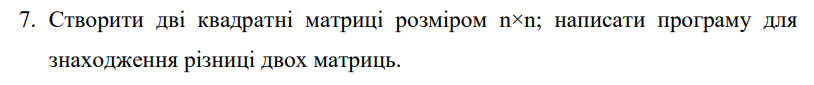 7. Створити дві квадратні матриці розміром n×n; написати програму для
знаходження різниці двох матриць.